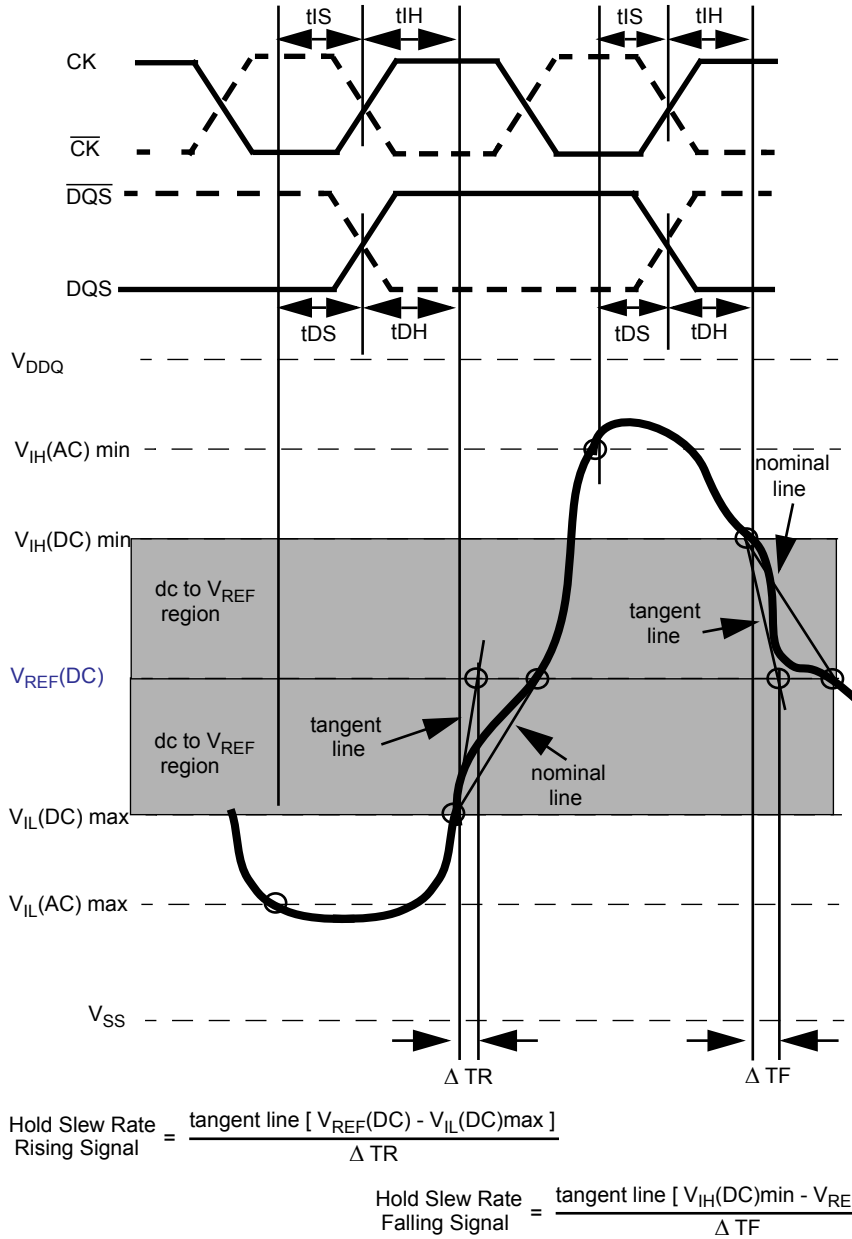 tIS tIH tIS tIH
CK
CK
DQS
DQS
tDS tDH tDS tDH
VDDQ
VIH(AC) min
nominal
line
VIH(DC) min
dc to VREF
region
tangent
line
VREF(DC)
tangent
line
dc to VREF
region
nominal
line
VIL(DC) max
VIL(AC) max
VSS
Δ TR Δ TF
Hold Slew Rate
Rising Signal = tangent line [ VREF(DC) - VIL(DC)max ]
Δ TR
Hold Slew Rate
Falling Signal = tangent line [ VIH(DC)min - VRE
Δ TF